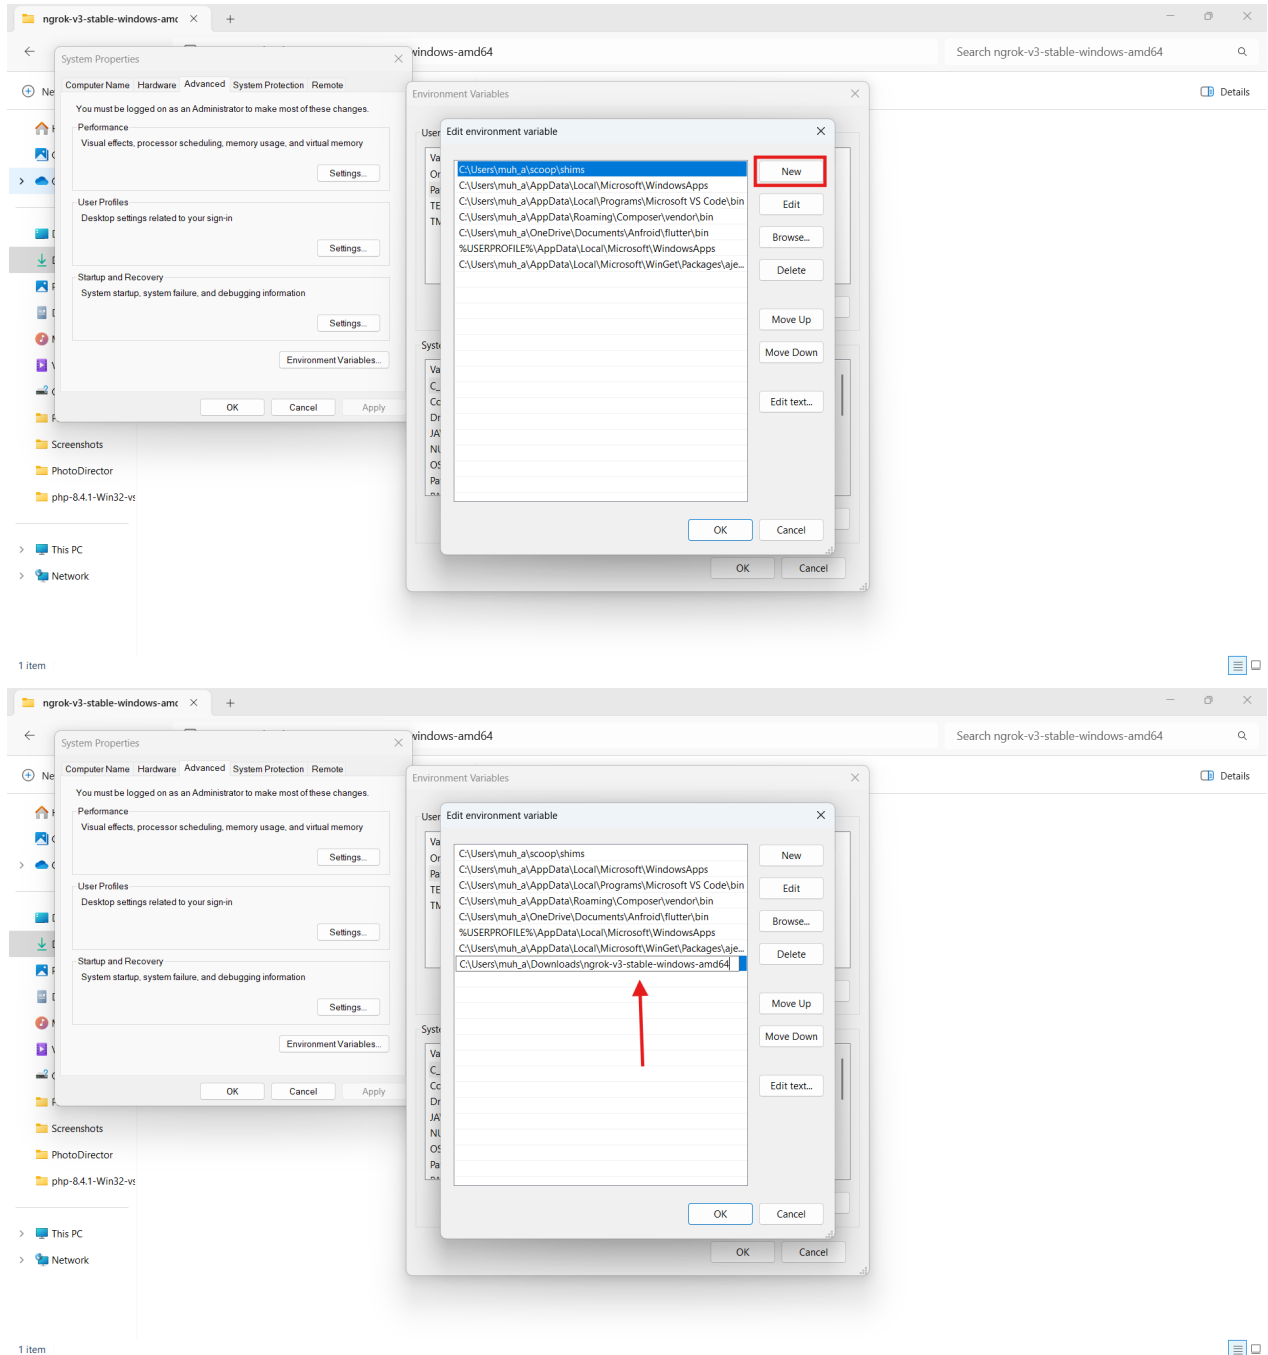 ngrok-v3-stable-windows-amd
windows-amd64
Search ngrok-v3-stable-windows-amd64
Details
System Properties
Computer Name Hardware Advanced System Protection Remote
You must be logged on as an Administrator to make most of these changes.
Performance
Visual effects, processor scheduling, memory usage, and virtual memory
Settings...
User Profiles
Desktop settings related to your sign-in
Settings...
Startup and Recovery
System startup, system failure, and debugging information
Settings...
Environment Variables...
OK Cancel Apply
Screenshots
PhotoDirector
php-8.4.1-Win32-vs
This PC
Network
1 item
Environment Variables
User
Edit environment variable
C:\Users\muh_a\scoop\shims
C:\Users\muh_a\AppData\Local\Microsoft\WindowsApps
C:\Users\muh_a\AppData\Local\Programs\Microsoft VS Code\bin
C:\Users\muh_a\AppData\Roaming\Composer\vendor\bin
C:\Users\muh_a\OneDrive\Documents\Anfroid\flutter\bin
%USERPROFILE%\AppData\Local\Microsoft\WindowsApps
C:\Users\muh_a\AppData\Local\Microsoft\WinGet\Packages\aje...
New
Edit
Browse...
Delete
Move Up
Move Down
Edit text...
OK Cancel
OK Cancel
ngrok-v3-stable-windows-amd
windows-amd64
Search ngrok-v3-stable-windows-amd64
Details
System Properties
Computer Name Hardware Advanced System Protection Remote
You must be logged on as an Administrator to make most of these changes.
Performance
Visual effects, processor scheduling, memory usage, and virtual memory
Settings...
User Profiles
Desktop settings related to your sign-in
Settings...
Startup and Recovery
System startup, system failure, and debugging information
Settings...
Environment Variables...
OK Cancel Apply
Screenshots
PhotoDirector
php-8.4.1-Win32-vs
This PC
Network
1 item
Environment Variables
User
Edit environment variable
C:\Users\muh_a\scoop\shims
C:\Users\muh_a\AppData\Local\Microsoft\WindowsApps
C:\Users\muh_a\AppData\Local\Programs\Microsoft VS Code\bin
C:\Users\muh_a\AppData\Roaming\Composer\vendor\bin
C:\Users\muh_a\OneDrive\Documents\Anfroid\flutter\bin
%USERPROFILE%\AppData\Local\Microsoft\WindowsApps
C:\Users\muh_a\AppData\Local\Microsoft\WinGet\Packages\aje...
C:\Users\muh_a\Downloads\ngrok-v3-stable-windows-amd64
New
Edit
Browse...
Delete
Move Up
Move Down
Edit text...
OK Cancel
OK Cancel